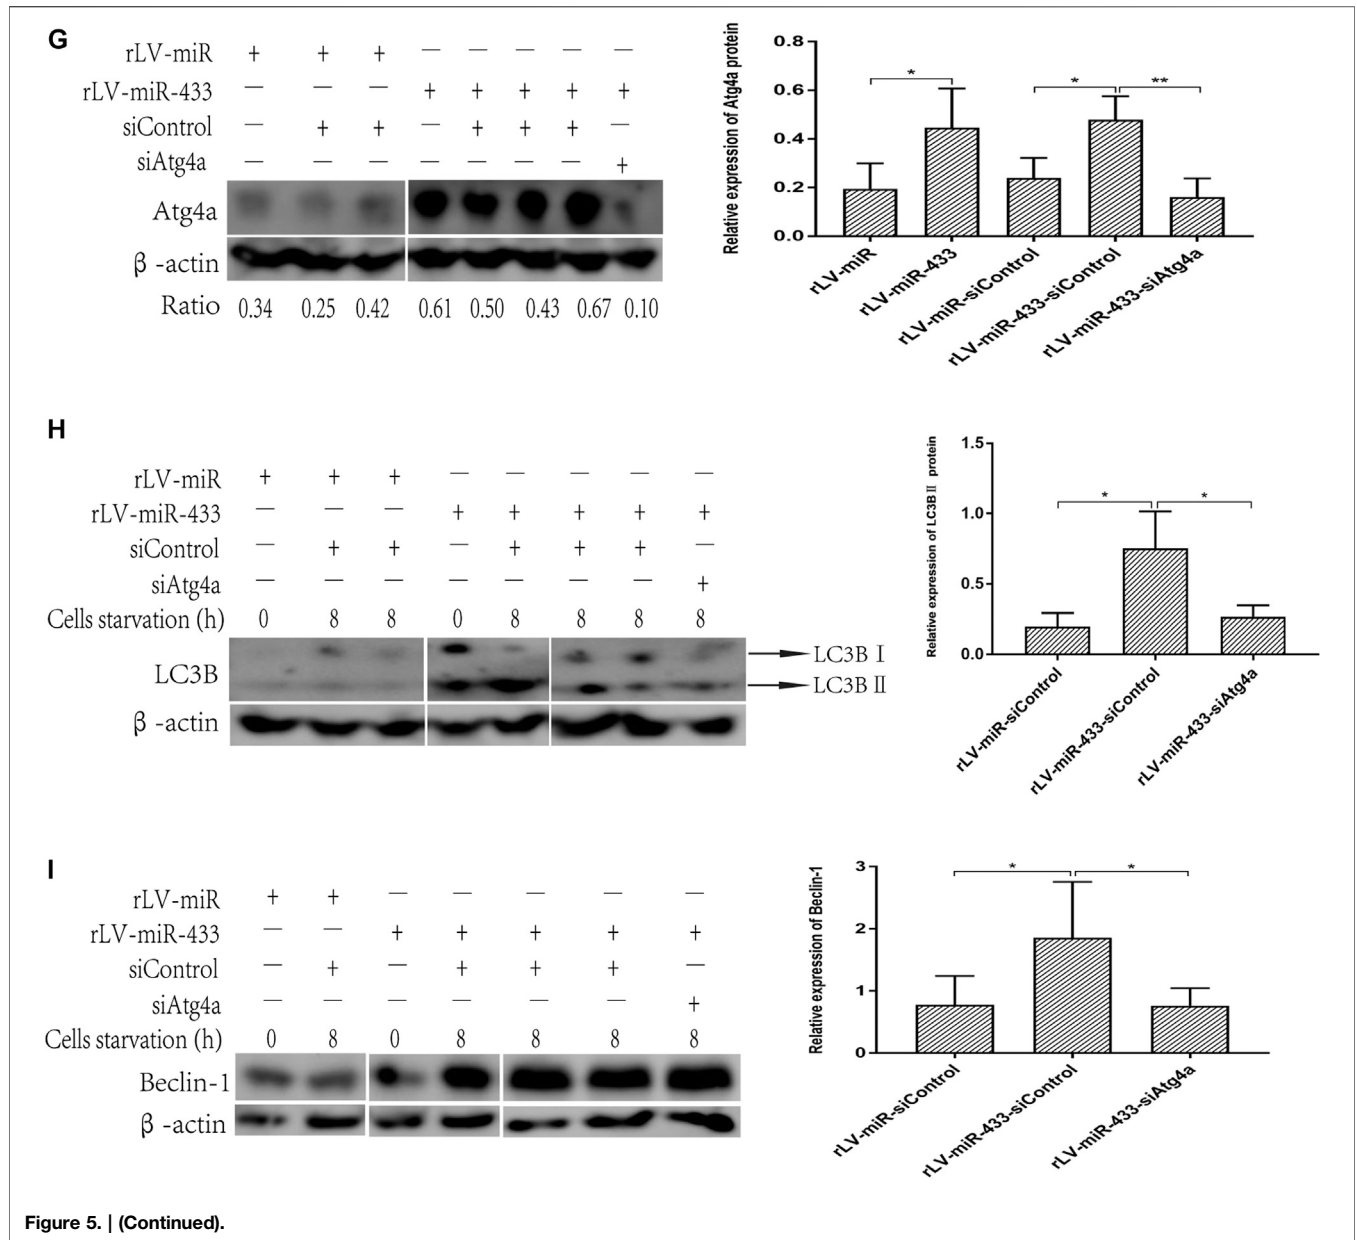 G
rLV-miR + + + — — — — —
rLV-miR-433 — — — + + + + +
siControl — + + — + + + —
siAtg4a — — — — — — — +
Atg4a
β -actin
Ratio 0.34 0.25 0.42 0.61 0.50 0.43 0.67 0.10
Relative expression of Atg4a protein
0.8
0.6
0.4
0.2
0.0
* * **
rLV-miR
rLV-miR-433
rLV-miR-siControl
rLV-miR-433-siControl
rLV-miR-433-siAtg4a
H
rLV-miR + + + — — — — —
rLV-miR-433 — — — + + + + +
siControl — + + — + + + —
siAtg4a — — — — — — — +
Cells starvation (h) 0 8 8 0 8 8 8 8
LC3B
LC3B I
LC3B II
β -actin
Relative expression of LC3B II protein
1.5
1.0
0.5
0.0
* *
rLV-miR-siControl
rLV-miR-433-siControl
rLV-miR-433-siAtg4a
I
rLV-miR + + — — — — —
rLV-miR-433 — — + + + + +
siControl — + — + + + —
siAtg4a — — — — — — +
Cells starvation (h) 0 8 0 8 8 8 8
Beclin-1
β -actin
Relative expression of Beclin-1
3
2
1
0
* *
rLV-miR-siControl
rLV-miR-433-siControl
rLV-miR-433-siAtg4a
Figure 5. | (Continued).